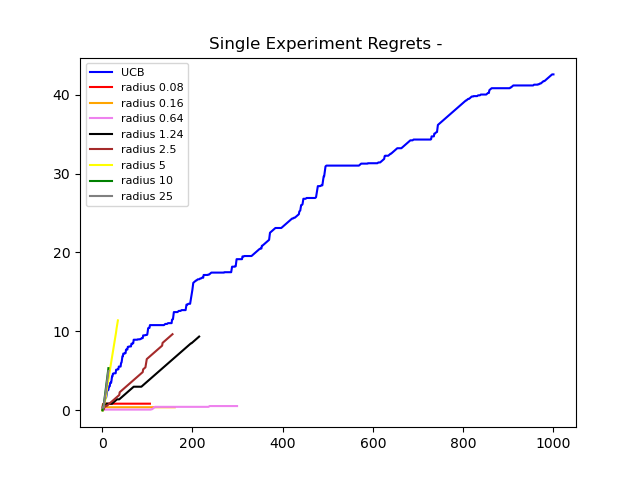 Single Experiment Regrets -
UCB
radius 0.08
radius 0.16
radius 0.64
radius 1.24
radius 2.5
radius 5
radius 10
radius 25
40
30
20
10
0
0 200 400 600 800 1000